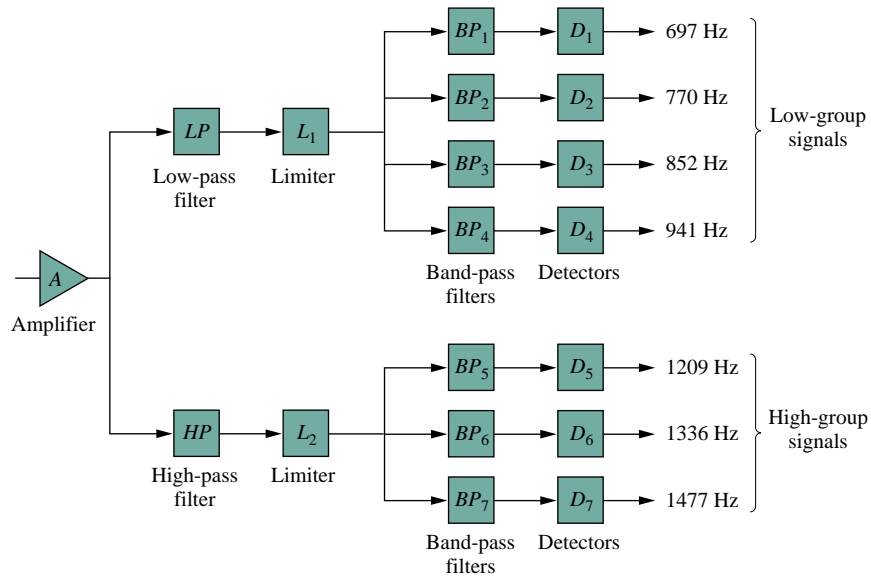 BP₁ D₁ 697 Hz
BP₂ D₂ 770 Hz
Low-group
signals
LP L₁
BP₃ D₃ 852 Hz
Low-pass
filter
Limiter
BP₄ D₄ 941 Hz
Band-pass
filters
Detectors
A
Amplifier
BP₅ D₅ 1209 Hz
HP L₂
BP₆ D₆ 1336 Hz
High-group
signals
High-pass
filter
Limiter
BP₇ D₇ 1477 Hz
Band-pass
filters
Detectors